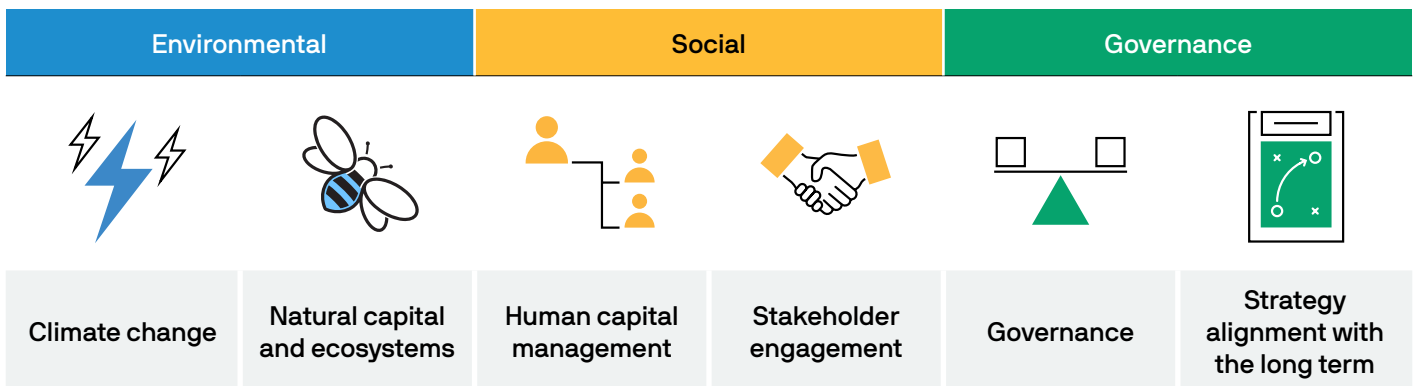 Environmental
Social
Governance
Climate change
Natural capital
and ecosystems
Human capital
management
Stakeholder
engagement
Governance
Strategy
alignment with
the long term